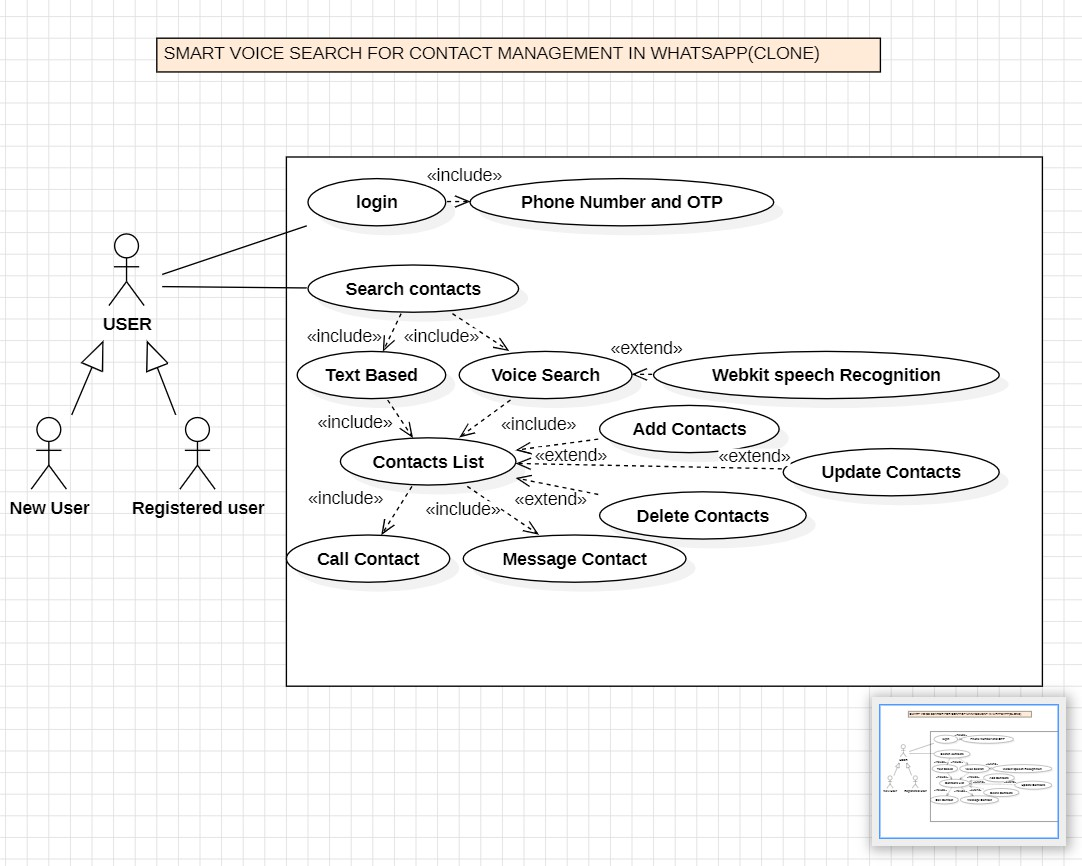 SMART VOICE SEARCH FOR CONTACT MANAGEMENT IN WHATSAPP(CLONE)
«include»
login
Phone Number and OTP
Search contacts
USER
«include»
«include»
«extend»
Text Based
Voice Search
Webkit speech Recognition
«include»
«include»
Add Contacts
«extend»
«extend»
Contacts List
Update Contacts
«include»
«include»
«extend»
New User
Registered user
Delete Contacts
Call Contact
Message Contact